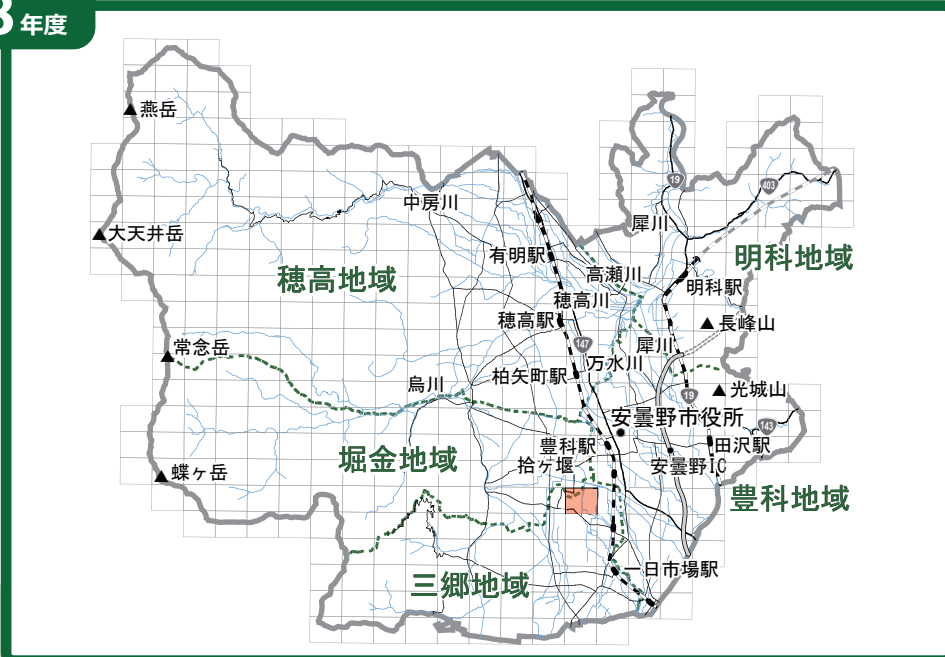 3年度
▲燕岳
19
403
中房川
犀川
▲大天井岳
有明駅
明科地域
穂高地域
高瀬川
明科駅
穂高川
穂高駅
▲長峰山
147
犀川
▲常念岳
万水川
柏矢町駅
烏川
▲光城山
19
安曇野市役所
143
豊科駅
田沢駅
堀金地域
拾ケ堰
安曇野IC
▲蝶ヶ岳
豊科地域
一日市場駅
三郷地域